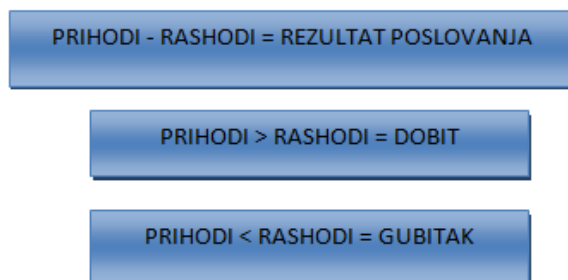 PRIHODI - RASHODI = REZULTAT POSLOVANJA
PRIHODI > RASHODI = DOBIT
PRIHODI < RASHODI = GUBITAK